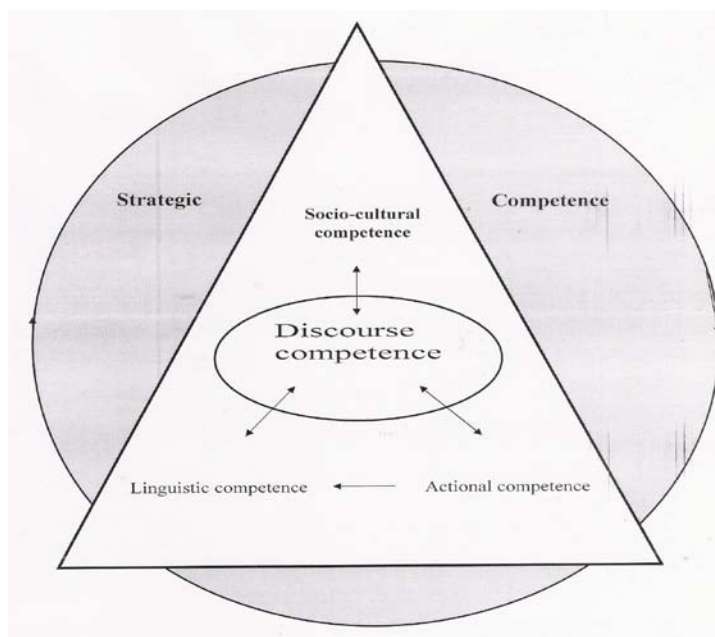 Strategic
Competence
Socio-cultural
competence
Discourse
competence
Linguistic competence
Actional competence